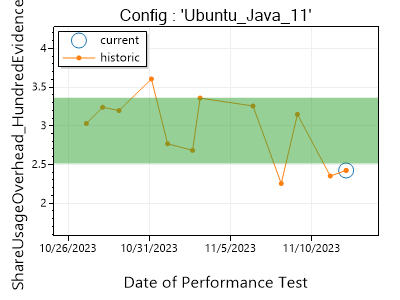 Config : 'Ubuntu_Java_11'
ShareUsageOverhead_HundredEvidence
current
historic
4
3.5
3
2.5
2
10/26/2023
10/31/2023
11/5/2023
11/10/2023
Date of Performance Test